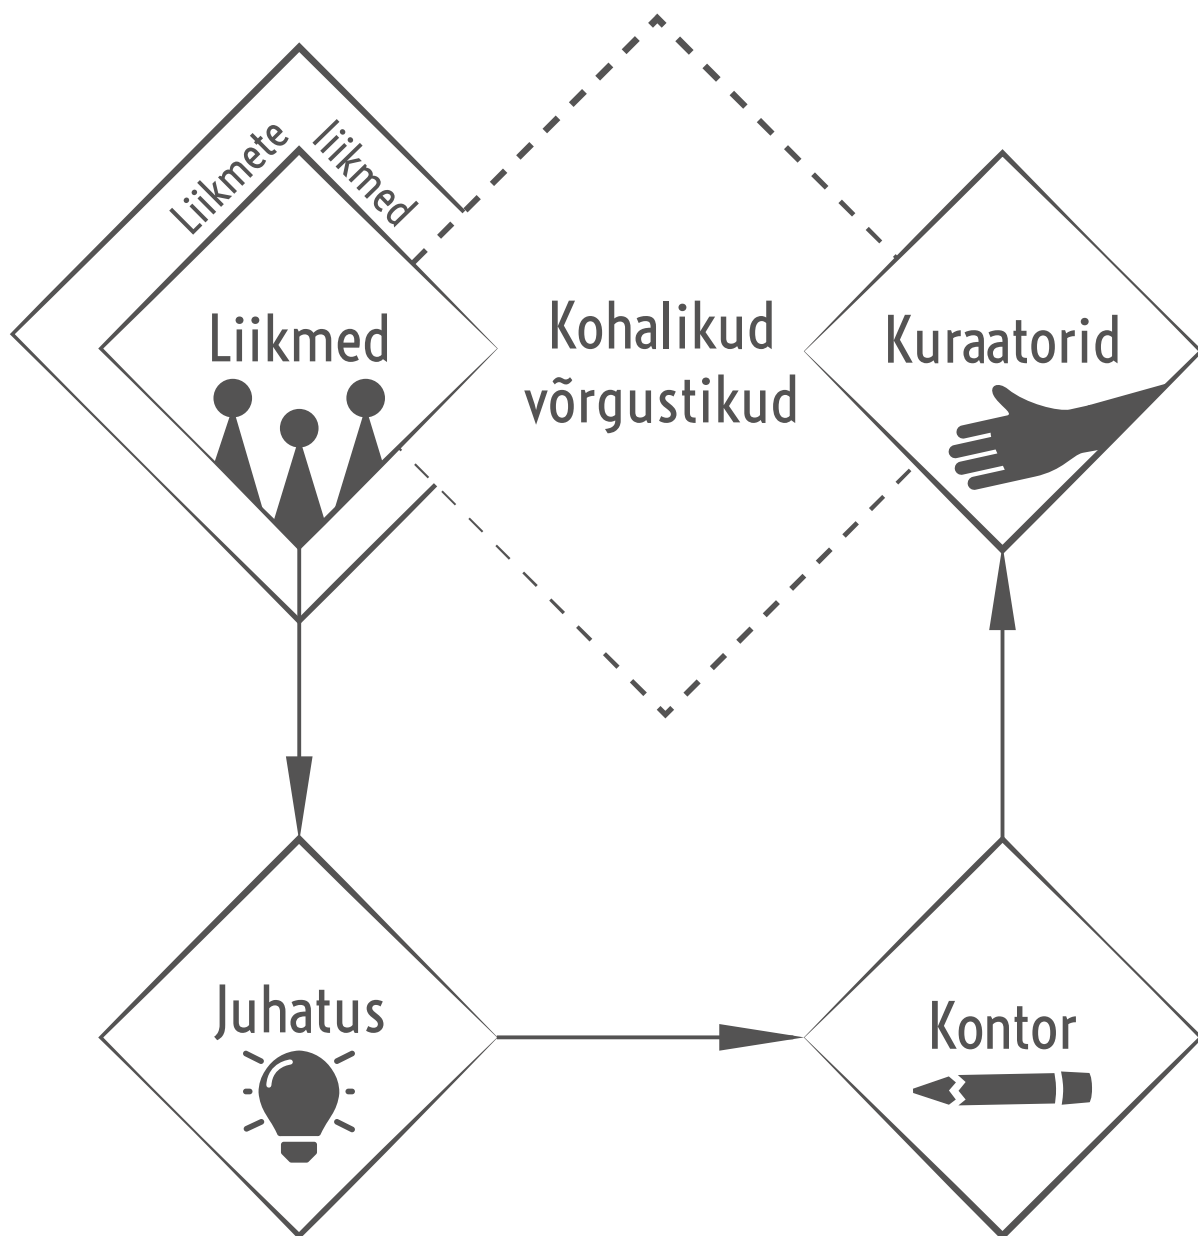 Liikmete liikmed
Liikmed
Kohalikud
võrgustikud
Kuraatorid
Juhatus
Kontor